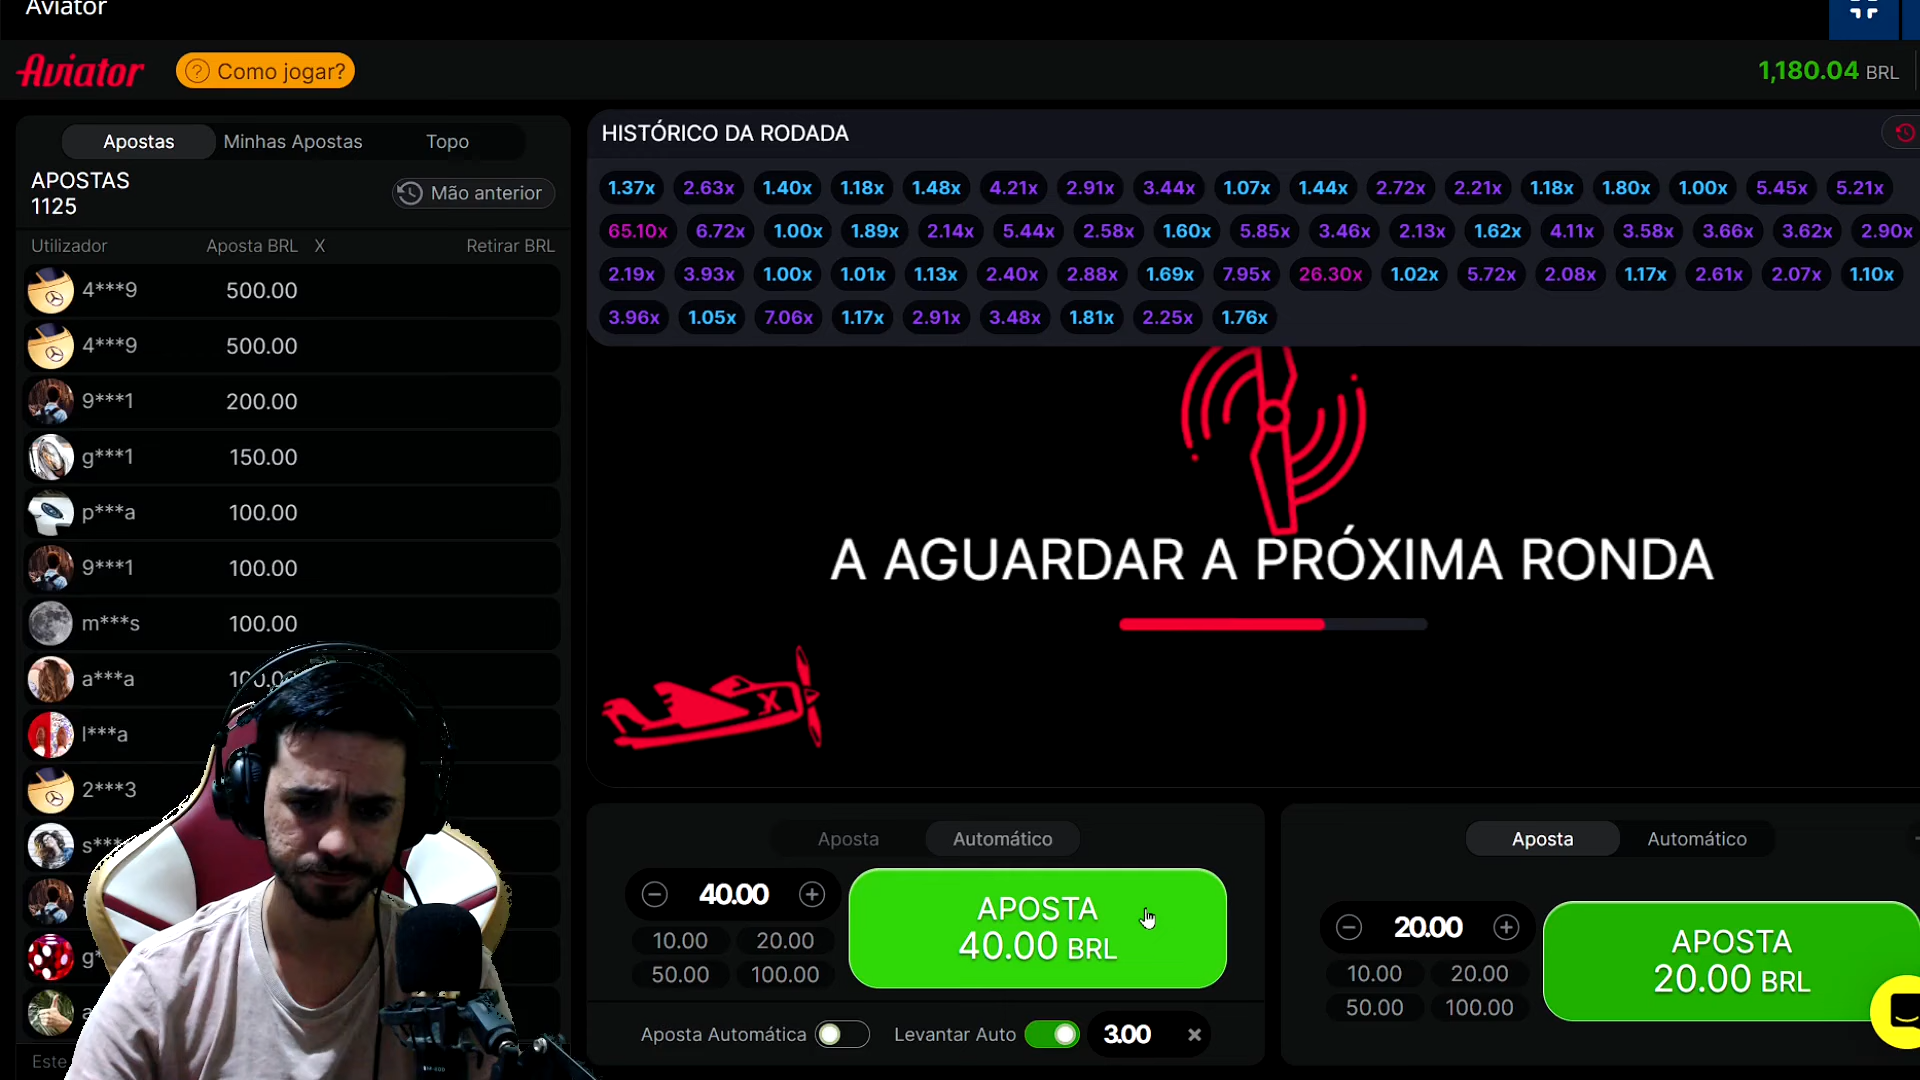 Aviator
Aviator
? Como jogar?
1,180.04 BRL
Apostas Minhas Apostas Topo
APOSTAS
1125
Mão anterior
Utilizador Aposta BRL X Retirar BRL
4***9 500.00
4***9 500.00
9***1 200.00
g***1 150.00
p***a 100.00
9***1 100.00
m***s 100.00
a***a 100.00
l***a
2***3
Este
HISTÓRICO DA RODADA
1.37x 2.63x 1.40x 1.18x 1.48x 4.21x 2.91x 3.44x 1.07x 1.44x 2.72x 2.21x 1.18x 1.80x 1.00x 5.45x 5.21x
65.10x 6.72x 1.00x 1.89x 2.14x 5.44x 2.58x 1.60x 5.85x 3.46x 2.13x 1.62x 4.11x 3.58x 3.66x 3.62x 2.90x
2.19x 3.93x 1.00x 1.01x 1.13x 2.40x 2.88x 1.69x 7.95x 26.30x 1.02x 5.72x 2.08x 1.17x 2.61x 2.07x 1.10x
3.96x 1.05x 7.06x 1.17x 2.91x 3.48x 1.81x 2.25x 1.76x
A AGUARDAR A PRÓXIMA RONDA
X
Aposta Automático
40.00
10.00 20.00
50.00 100.00
APOSTA
40.00 BRL
Aposta Automática Levantar Auto 3.00 ×
Aposta Automático
20.00
10.00 20.00
50.00 100.00
APOSTA
20.00 BRL